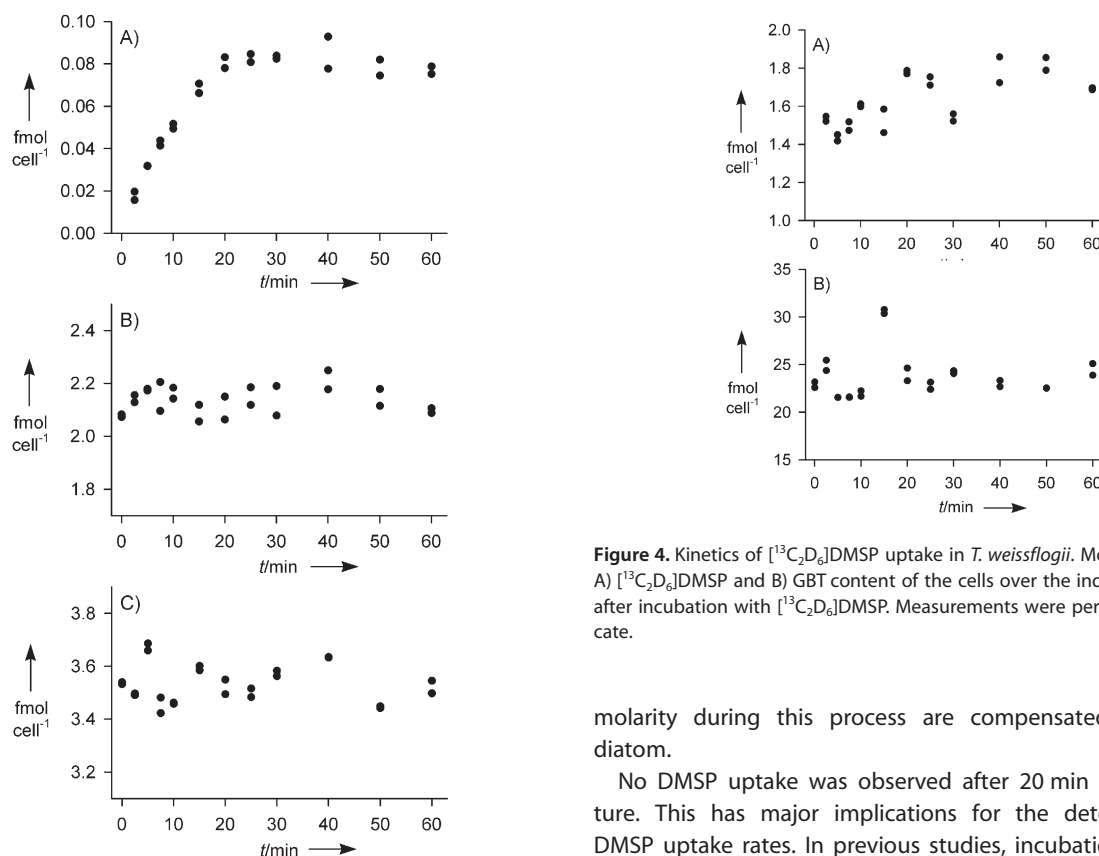 0.10
A)
0.08
0.06
fmol
cell⁻¹
0.04
0.02
0.00
0 10 20 30 40 50 60
t/min
B)
2.4
2.2
fmol
cell⁻¹
2.0
1.8
0 10 20 30 40 50 60
t/min
C)
3.8
3.6
fmol
cell⁻¹
3.4
3.2
0 10 20 30 40 50 60
t/min
2.0
A)
1.8
1.6
fmol
cell⁻¹
1.4
1.2
1.0
0 10 20 30 40 50 60
35
B)
30
25
fmol
cell⁻¹
20
15
0 10 20 30 40 50 60
t/min
Figure 4. Kinetics of [¹³C₂D₆]DMSP uptake in T. weissflogii.
A) [¹³C₂D₆]DMSP and B) GBT content of the cells over the
after incubation with [¹³C₂D₆]DMSP. Measurements were
cate.
molarity during this process are compensated
diatom.
No DMSP uptake was observed after 20 min
ture. This has major implications for the
DMSP uptake rates. In previous studies,